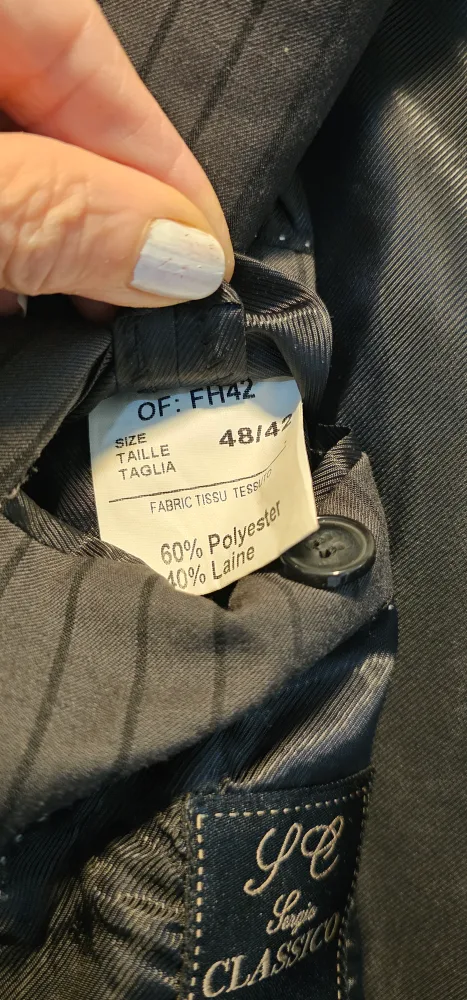 OF: FH42
SIZE
TAILLE
TAGLIA
48/42
FABRIC TISSU TESSUTO
60% Polyester
40% Laine
SC
Sergio
CLASSICO